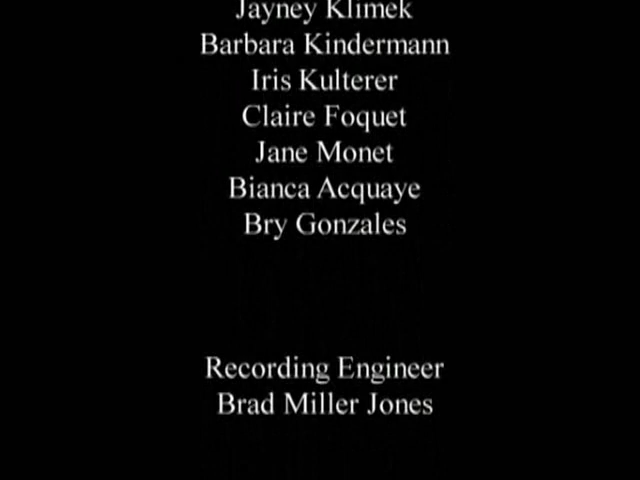 Jayney Klimek
Barbara Kindermann
Iris Kulterer
Claire Foquet
Jane Monet
Bianca Acquaye
Bry Gonzales
Recording Engineer
Brad Miller Jones